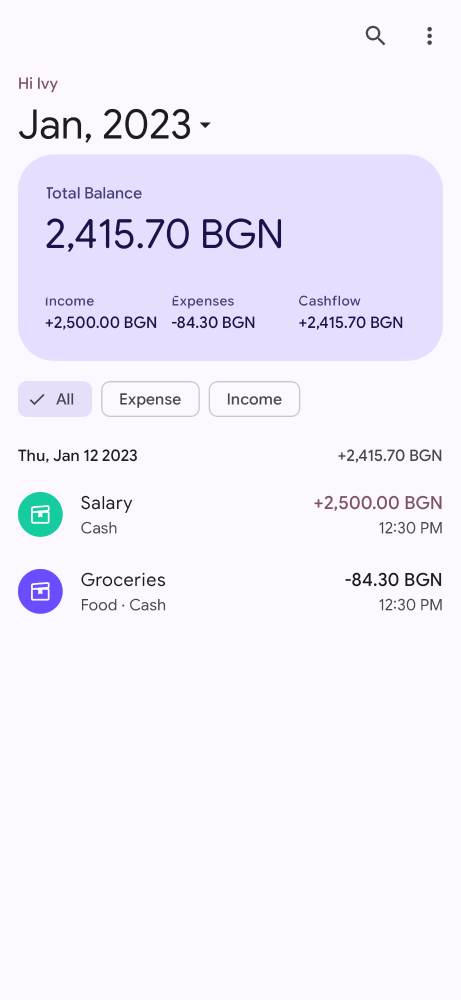 Hi Ivy
Jan, 2023
Total Balance
2,415.70 BGN
Income Expenses Cashflow
+2,500.00 BGN -84.30 BGN +2,415.70 BGN
All Expense Income
Thu, Jan 12 2023 +2,415.70 BGN
Salary +2,500.00 BGN
Cash 12:30 PM
Groceries -84.30 BGN
Food · Cash 12:30 PM